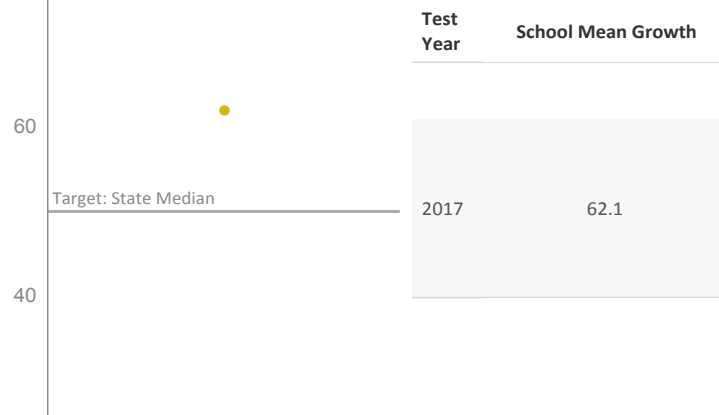 60
Target: State Median
40
Test
Year
School Mean Growth
2017
62.1